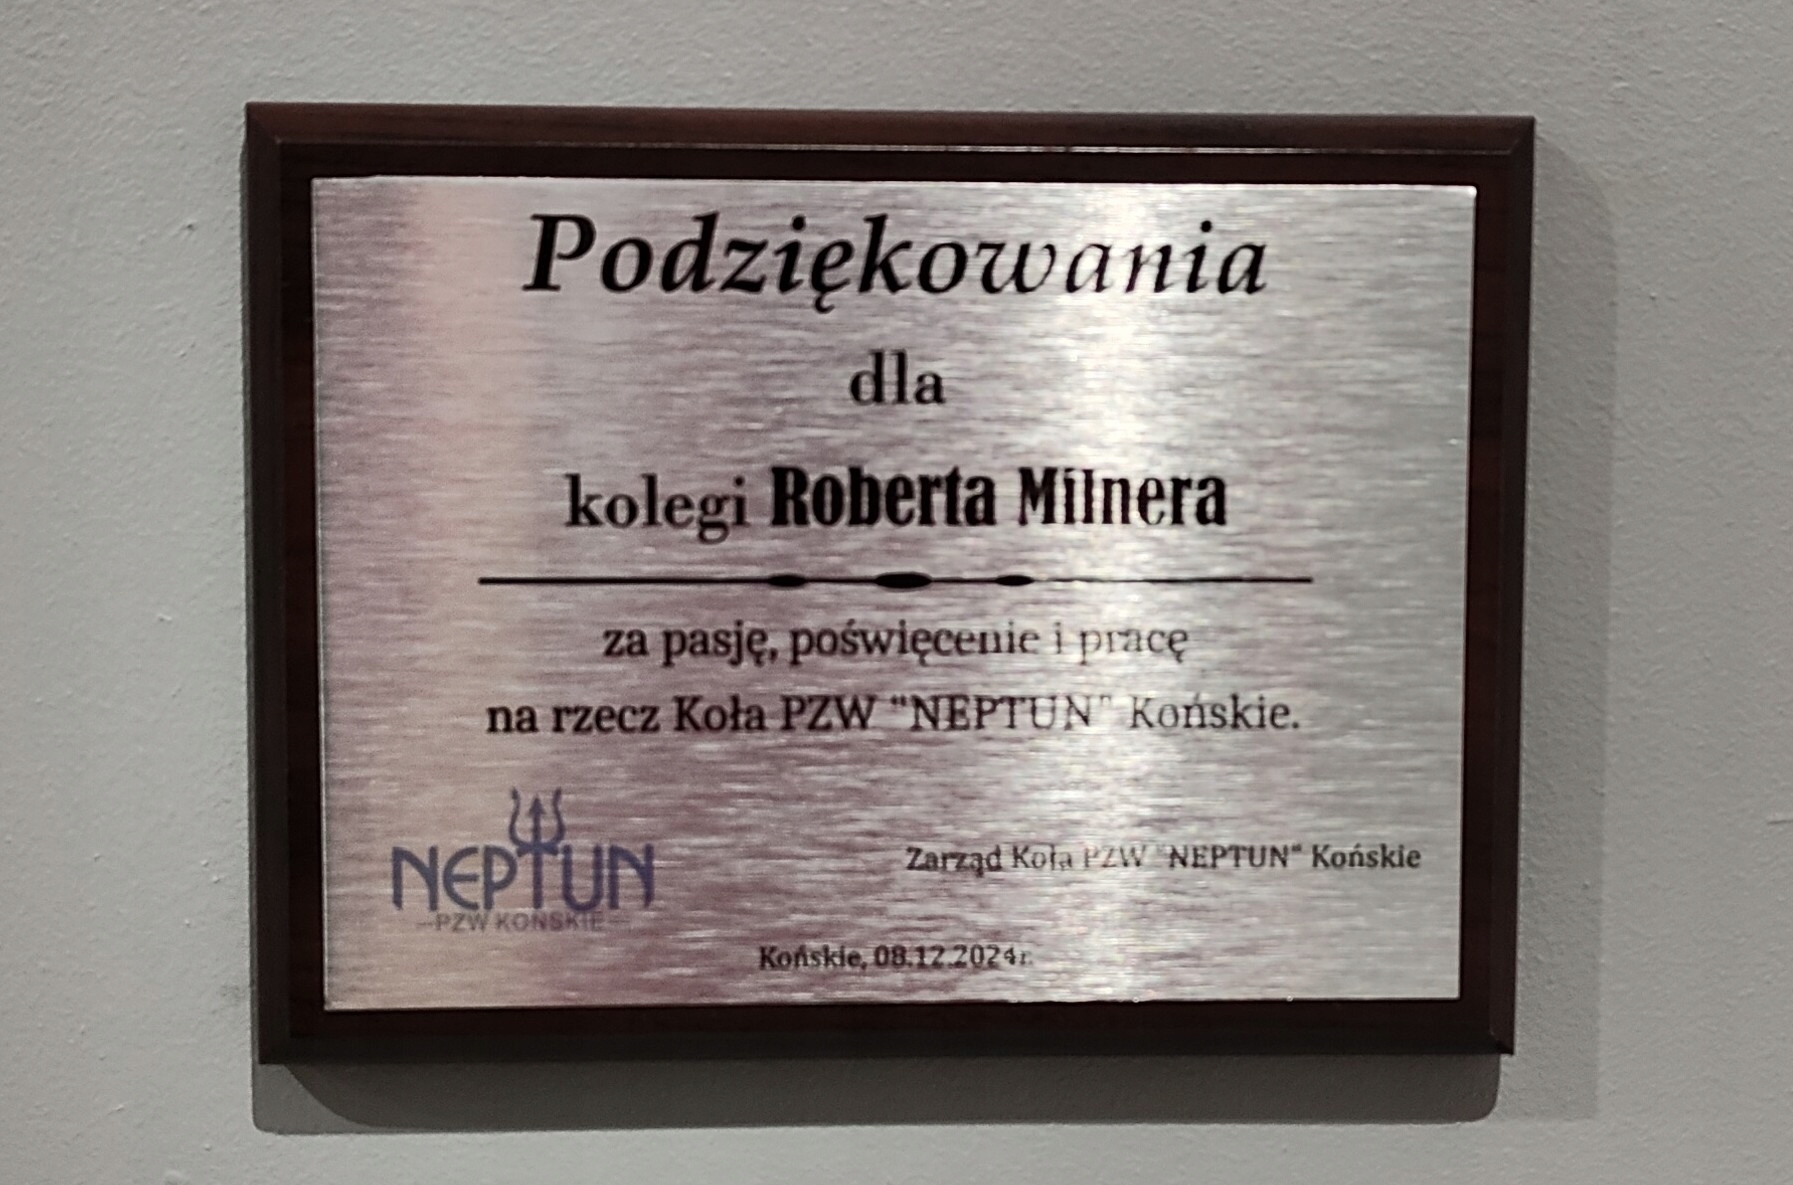 Podziękowania
dla
kolegi Roberta Milnera
za pasję, poświęcenie i pracę
na rzecz Koła PZW “NEPTUN” Końskie.
NEPTUN
PZW KOŃSKIE
Zarząd Koła PZW "NEPTUN" Końskie
Końskie, 08.12.2024r.